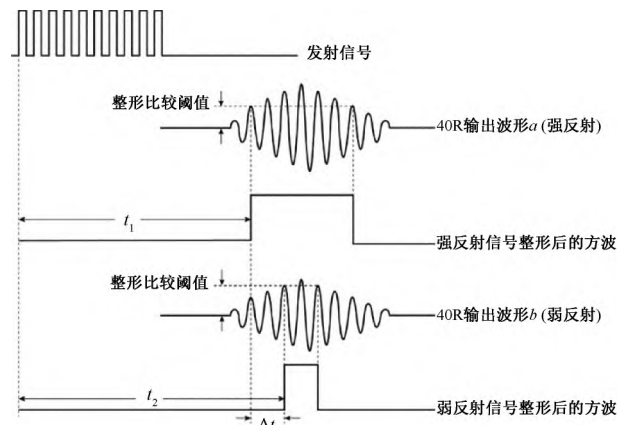 发射信号
整形比较阈值
40R输出波形a (强反射)
t₁
强反射信号整形后的方波
整形比较阈值
40R输出波形b (弱反射)
t₂
弱反射信号整形后的方波
Δt